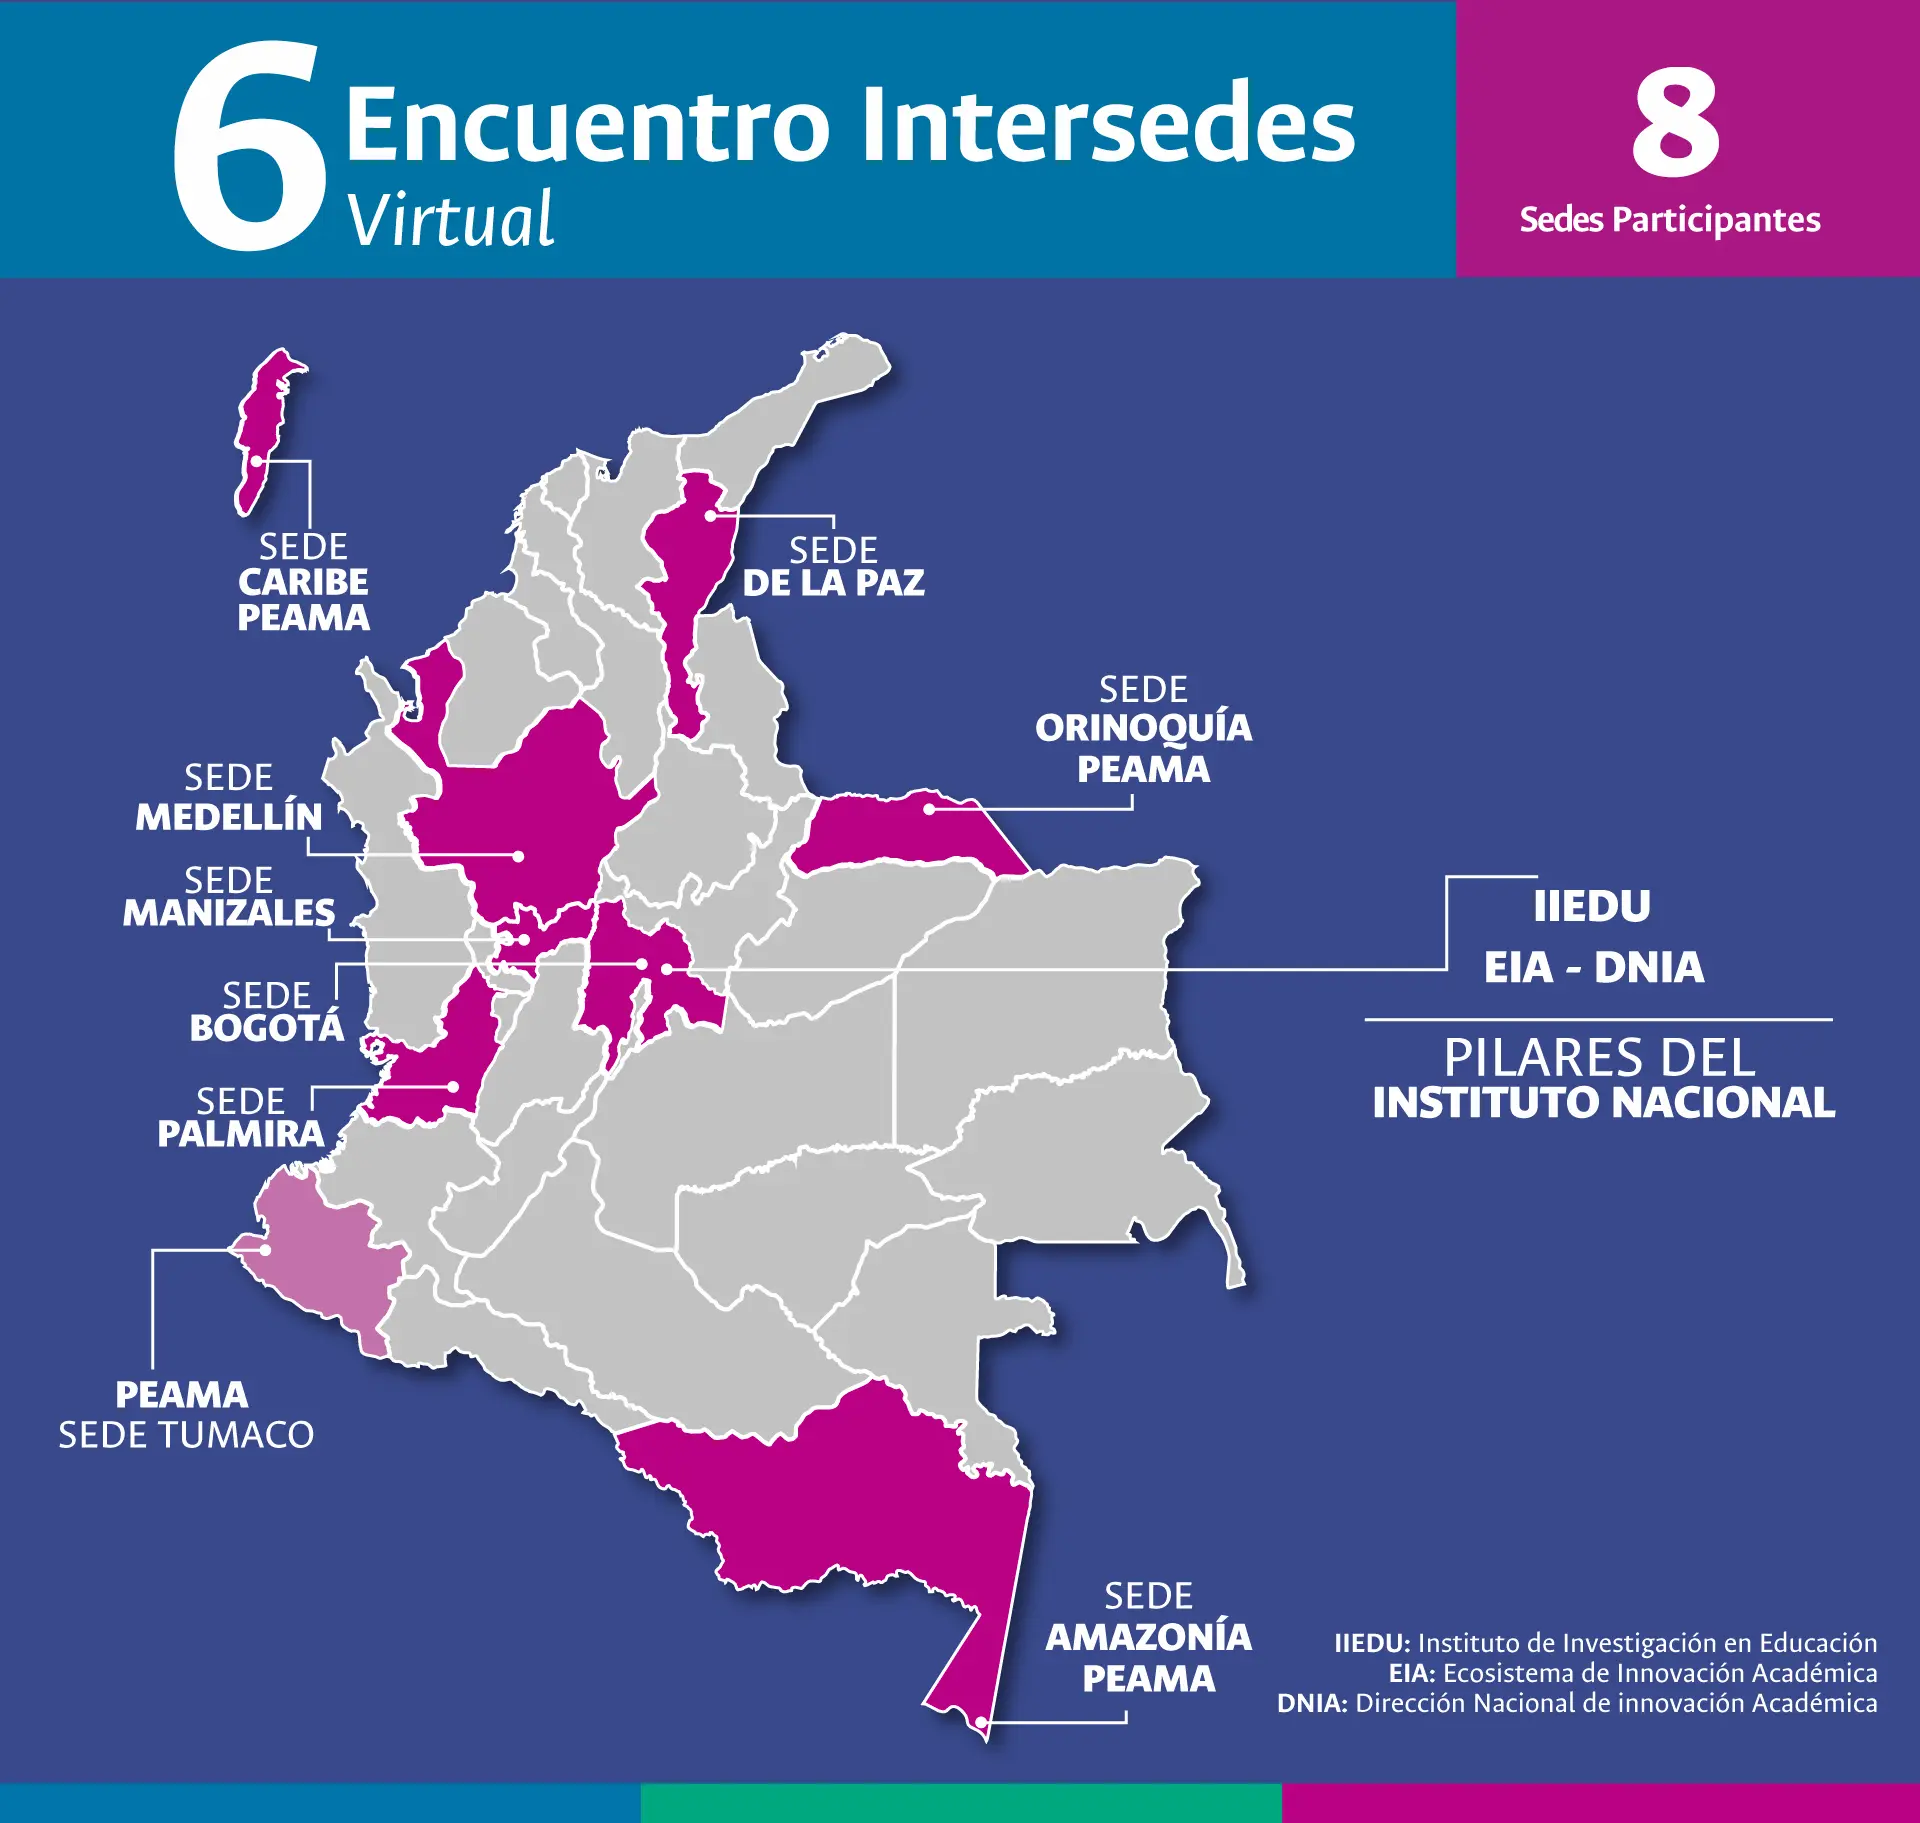 6 Encuentro Intersedes
Virtual
8
Sedes Participantes
SEDE
CARIBE
PEAMA
SEDE
DE LA PAZ
SEDE
ORINOQUÍA
PEAMA
SEDE
MEDELLÍN
SEDE
MANIZALES
SEDE
BOGOTÁ
SEDE
PALMIRA
IIEDU
EIA - DNIA
PILARES DEL
INSTITUTO NACIONAL
PEAMA
SEDE TUMACO
SEDE
AMAZONÍA
PEAMA
IIEDU: Instituto de Investigación en Educación
EIA: Ecosistema de Innovación Académica
DNIA: Dirección Nacional de innovación Académica